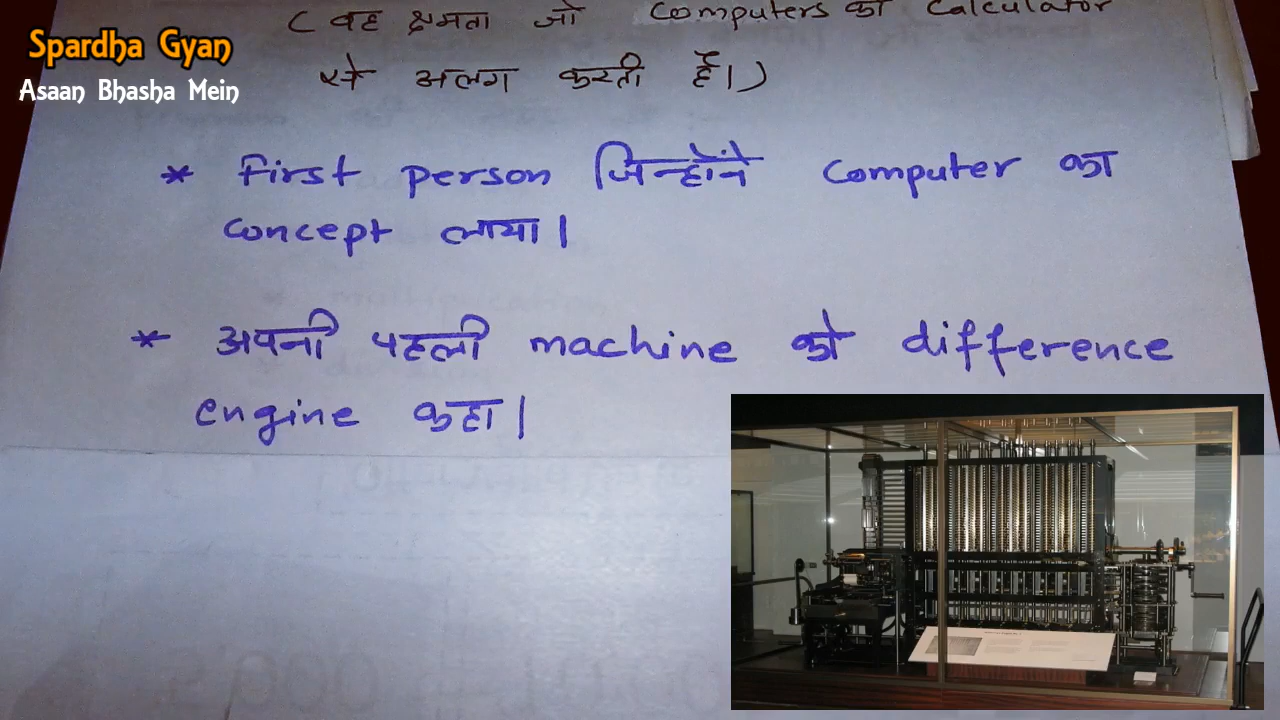 Spardha Gyan
Asaan Bhasha Mein
( वह क्षमता जो Computers को Calculator
से अलग करती है।)
* First person जिन्होंने computer का
concept लाया।
* अपनी पहली machine को difference
engine कहा।